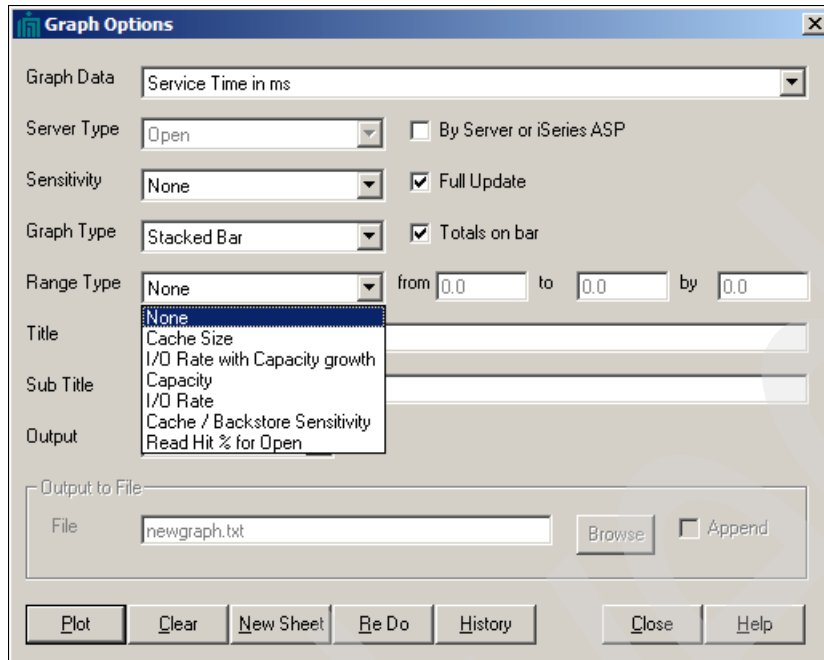 Graph Options
Graph Data Service Time in ms
Server Type Open By Server or iSeries ASP
Sensitivity None Full Update
Graph Type Stacked Bar Totals on bar
Range Type None from 0.0 to 0.0 by 0.0
None
Title
Cache Size
I/O Rate with Capacity growth
Sub Title
Capacity
I/O Rate
Output
Cache / Backstore Sensitivity
Read Hit % for Open
Output to File
File newgraph.txt Browse Append
Plot Clear New Sheet Re Do History Close Help